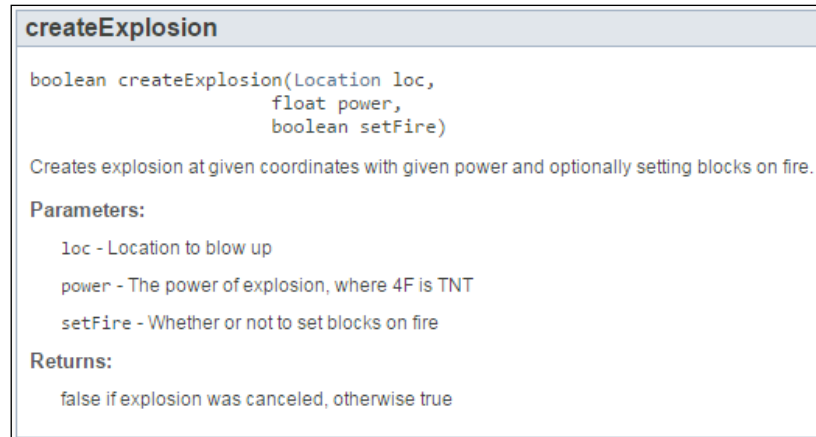 createExplosion
boolean createExplosion(Location loc,
float power,
boolean setFire)
Creates explosion at given coordinates with given power and optionally setting blocks on fire.
Parameters:
loc - Location to blow up
power - The power of explosion, where 4F is TNT
setFire - Whether or not to set blocks on fire
Returns:
false if explosion was canceled, otherwise true